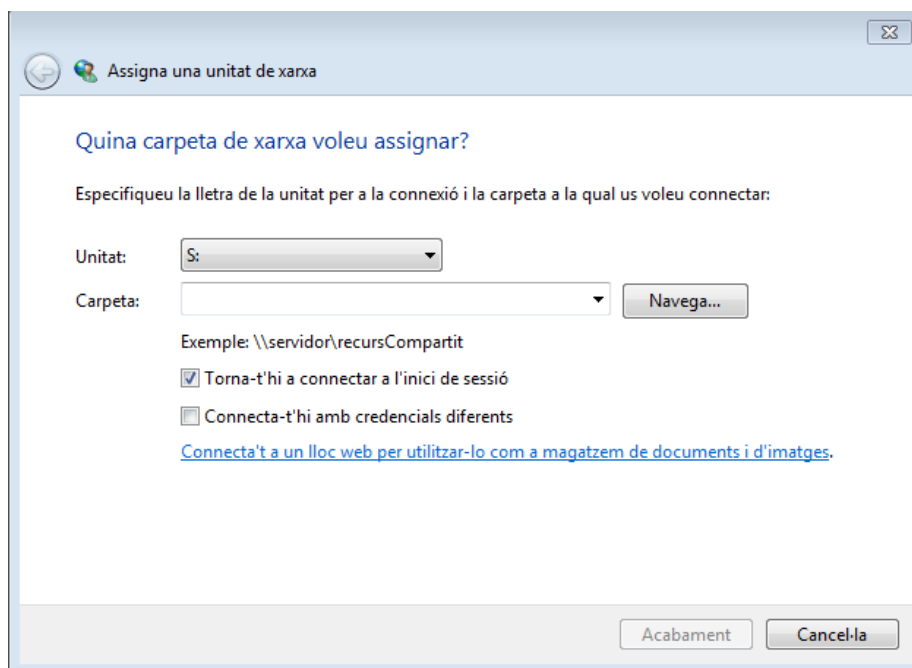 Assigna una unitat de xarxa
Quina carpeta de xarxa voleu assignar?
Especifiqueu la lletra de la unitat per a la connexió i la carpeta a la qual us voleu connectar:
Unitat: S:
Carpeta: Navega...
Exemple: \\servidor\recursCompartit
Torna-t'hi a connectar a l'inici de sessió
Connecta-t'hi amb credencials diferents
Connecta't a un lloc web per utilitzar-lo com a magatzem de documents i d'imatges.
Acabament Cancel·la